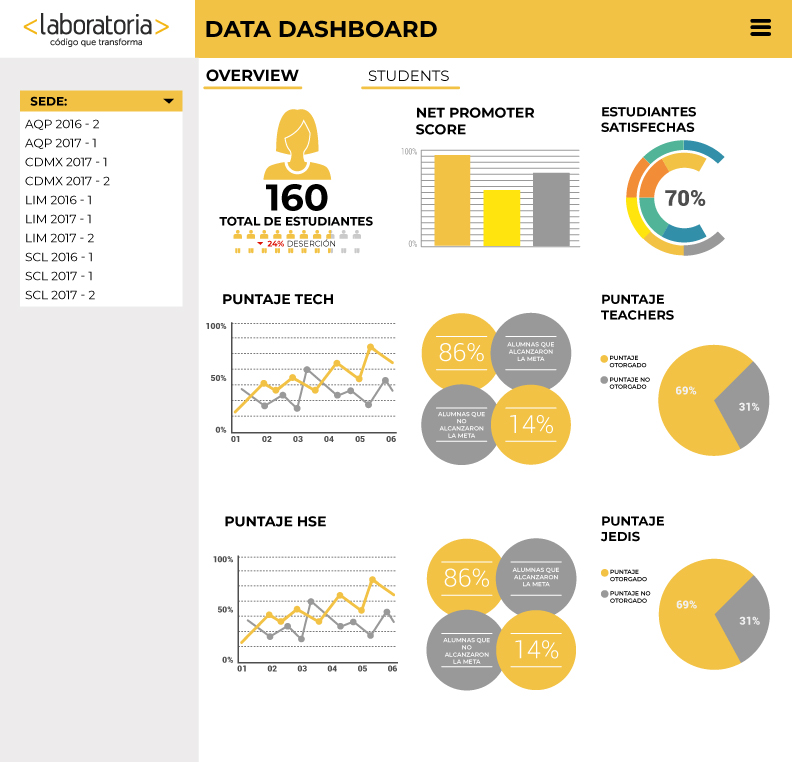 <laboratoria>
código que transforma
DATA DASHBOARD
OVERVIEW
STUDENTS
SEDE:
AQP 2016 - 2
AQP 2017 - 1
CDMX 2017 - 1
CDMX 2017 - 2
LIM 2016 - 1
LIM 2017 - 1
LIM 2017 - 2
SCL 2016 - 1
SCL 2017 - 1
SCL 2017 - 2
160
TOTAL DE ESTUDIANTES
24% DESERCIÓN
NET PROMOTER
SCORE
100%
0%
ESTUDIANTES
SATISFECHAS
70%
PUNTAJE TECH
100%
50%
0%
01 02 03 04 05 06
86%
ALUMNAS QUE
ALCANZARON
LA META
ALUMNAS QUE
NO
ALCANZARON
LA META
14%
PUNTAJE
TEACHERS
PUNTAJE
OTORGADO
PUNTAJE NO
OTORGADO
69%
31%
PUNTAJE HSE
100%
50%
0%
01 02 03 04 05 06
86%
ALUMNAS QUE
ALCANZARON
LA META
ALUMNAS QUE
NO
ALCANZARON
LA META
14%
PUNTAJE
JEDIS
PUNTAJE
OTORGADO
PUNTAJE NO
OTORGADO
69%
31%